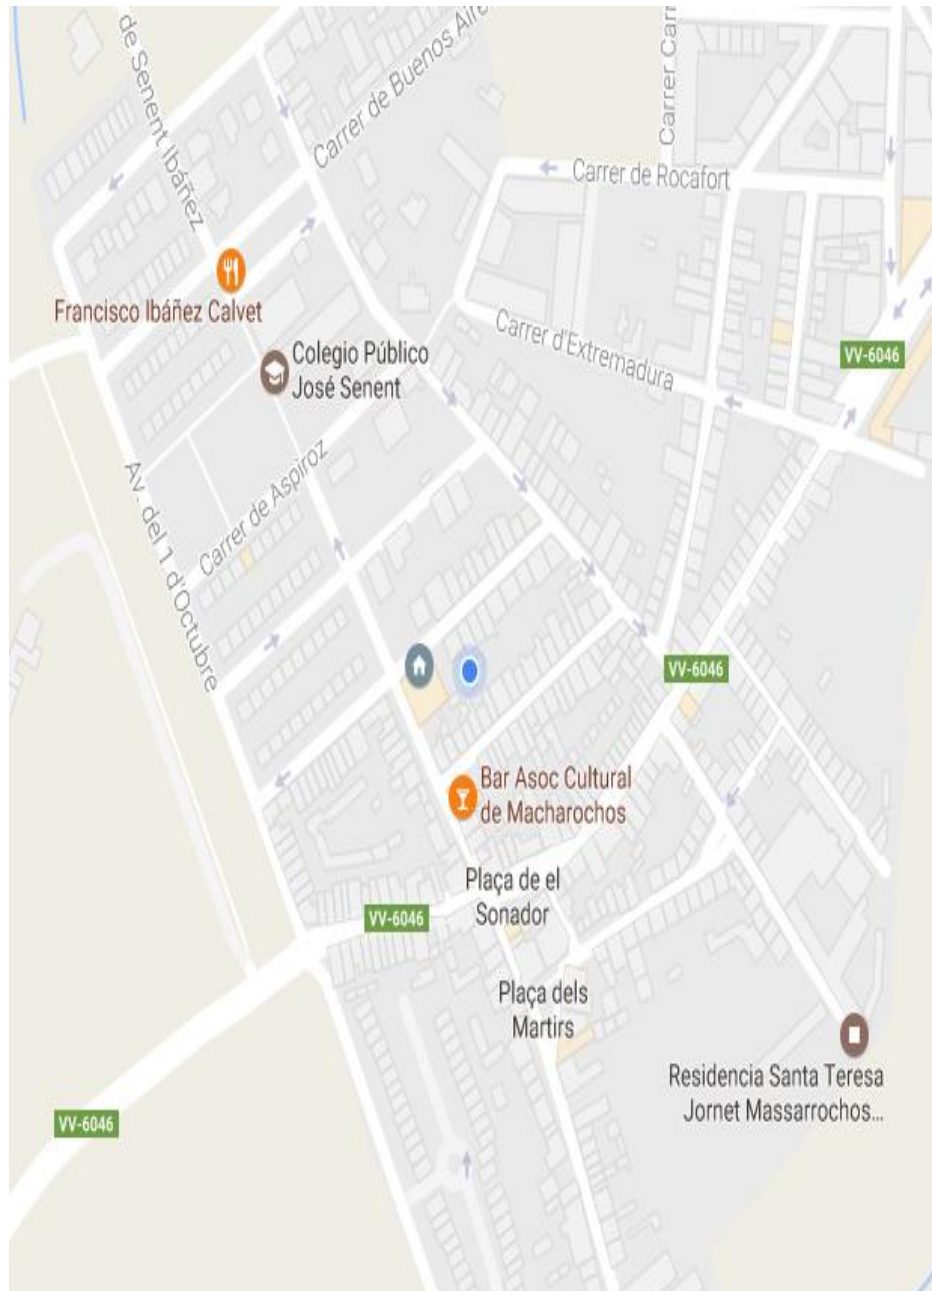 de Senent Ibáñez
Carrer de Buenos Aire
Carrer Car
Carrer de Rocafort
Francisco Ibáñez Calvet
Carrer d'Extremadura
VV-6046
Colegio Público
José Senent
Carrer de Aspiroz
Av. del 1 d'Octubre
VV-6046
Bar Asoc Cultural
de Macharochos
Plaça de el
Sonador
VV-6046
Plaça dels
Martirs
Residencia Santa Teresa
Jornet Massarrochos...
VV-6046